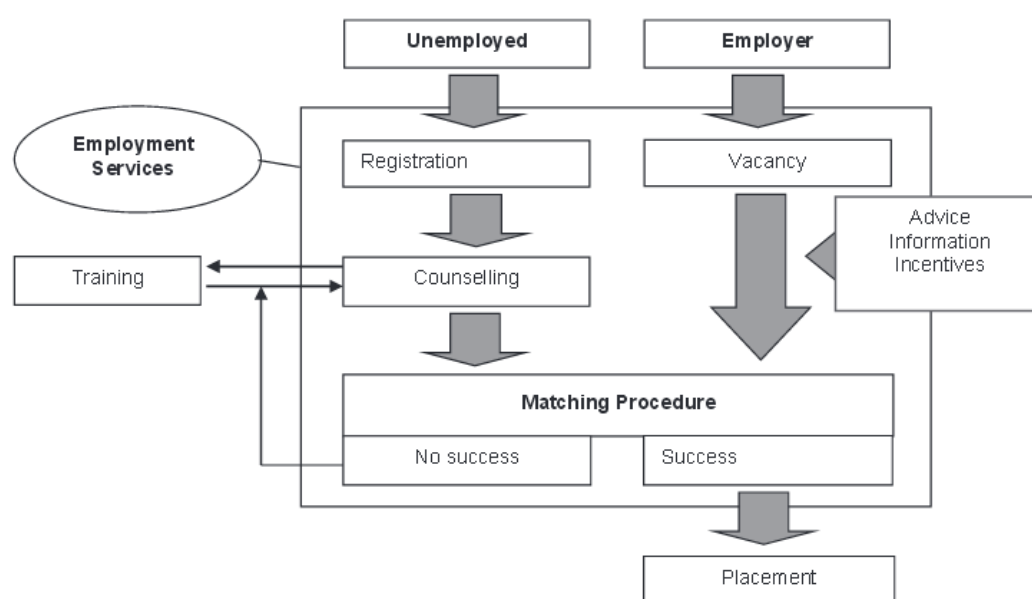 Unemployed
Employer
Employment
Services
Registration
Vacancy
Advice
Information
Incentives
Training
Counselling
Matching Procedure
No success
Success
Placement